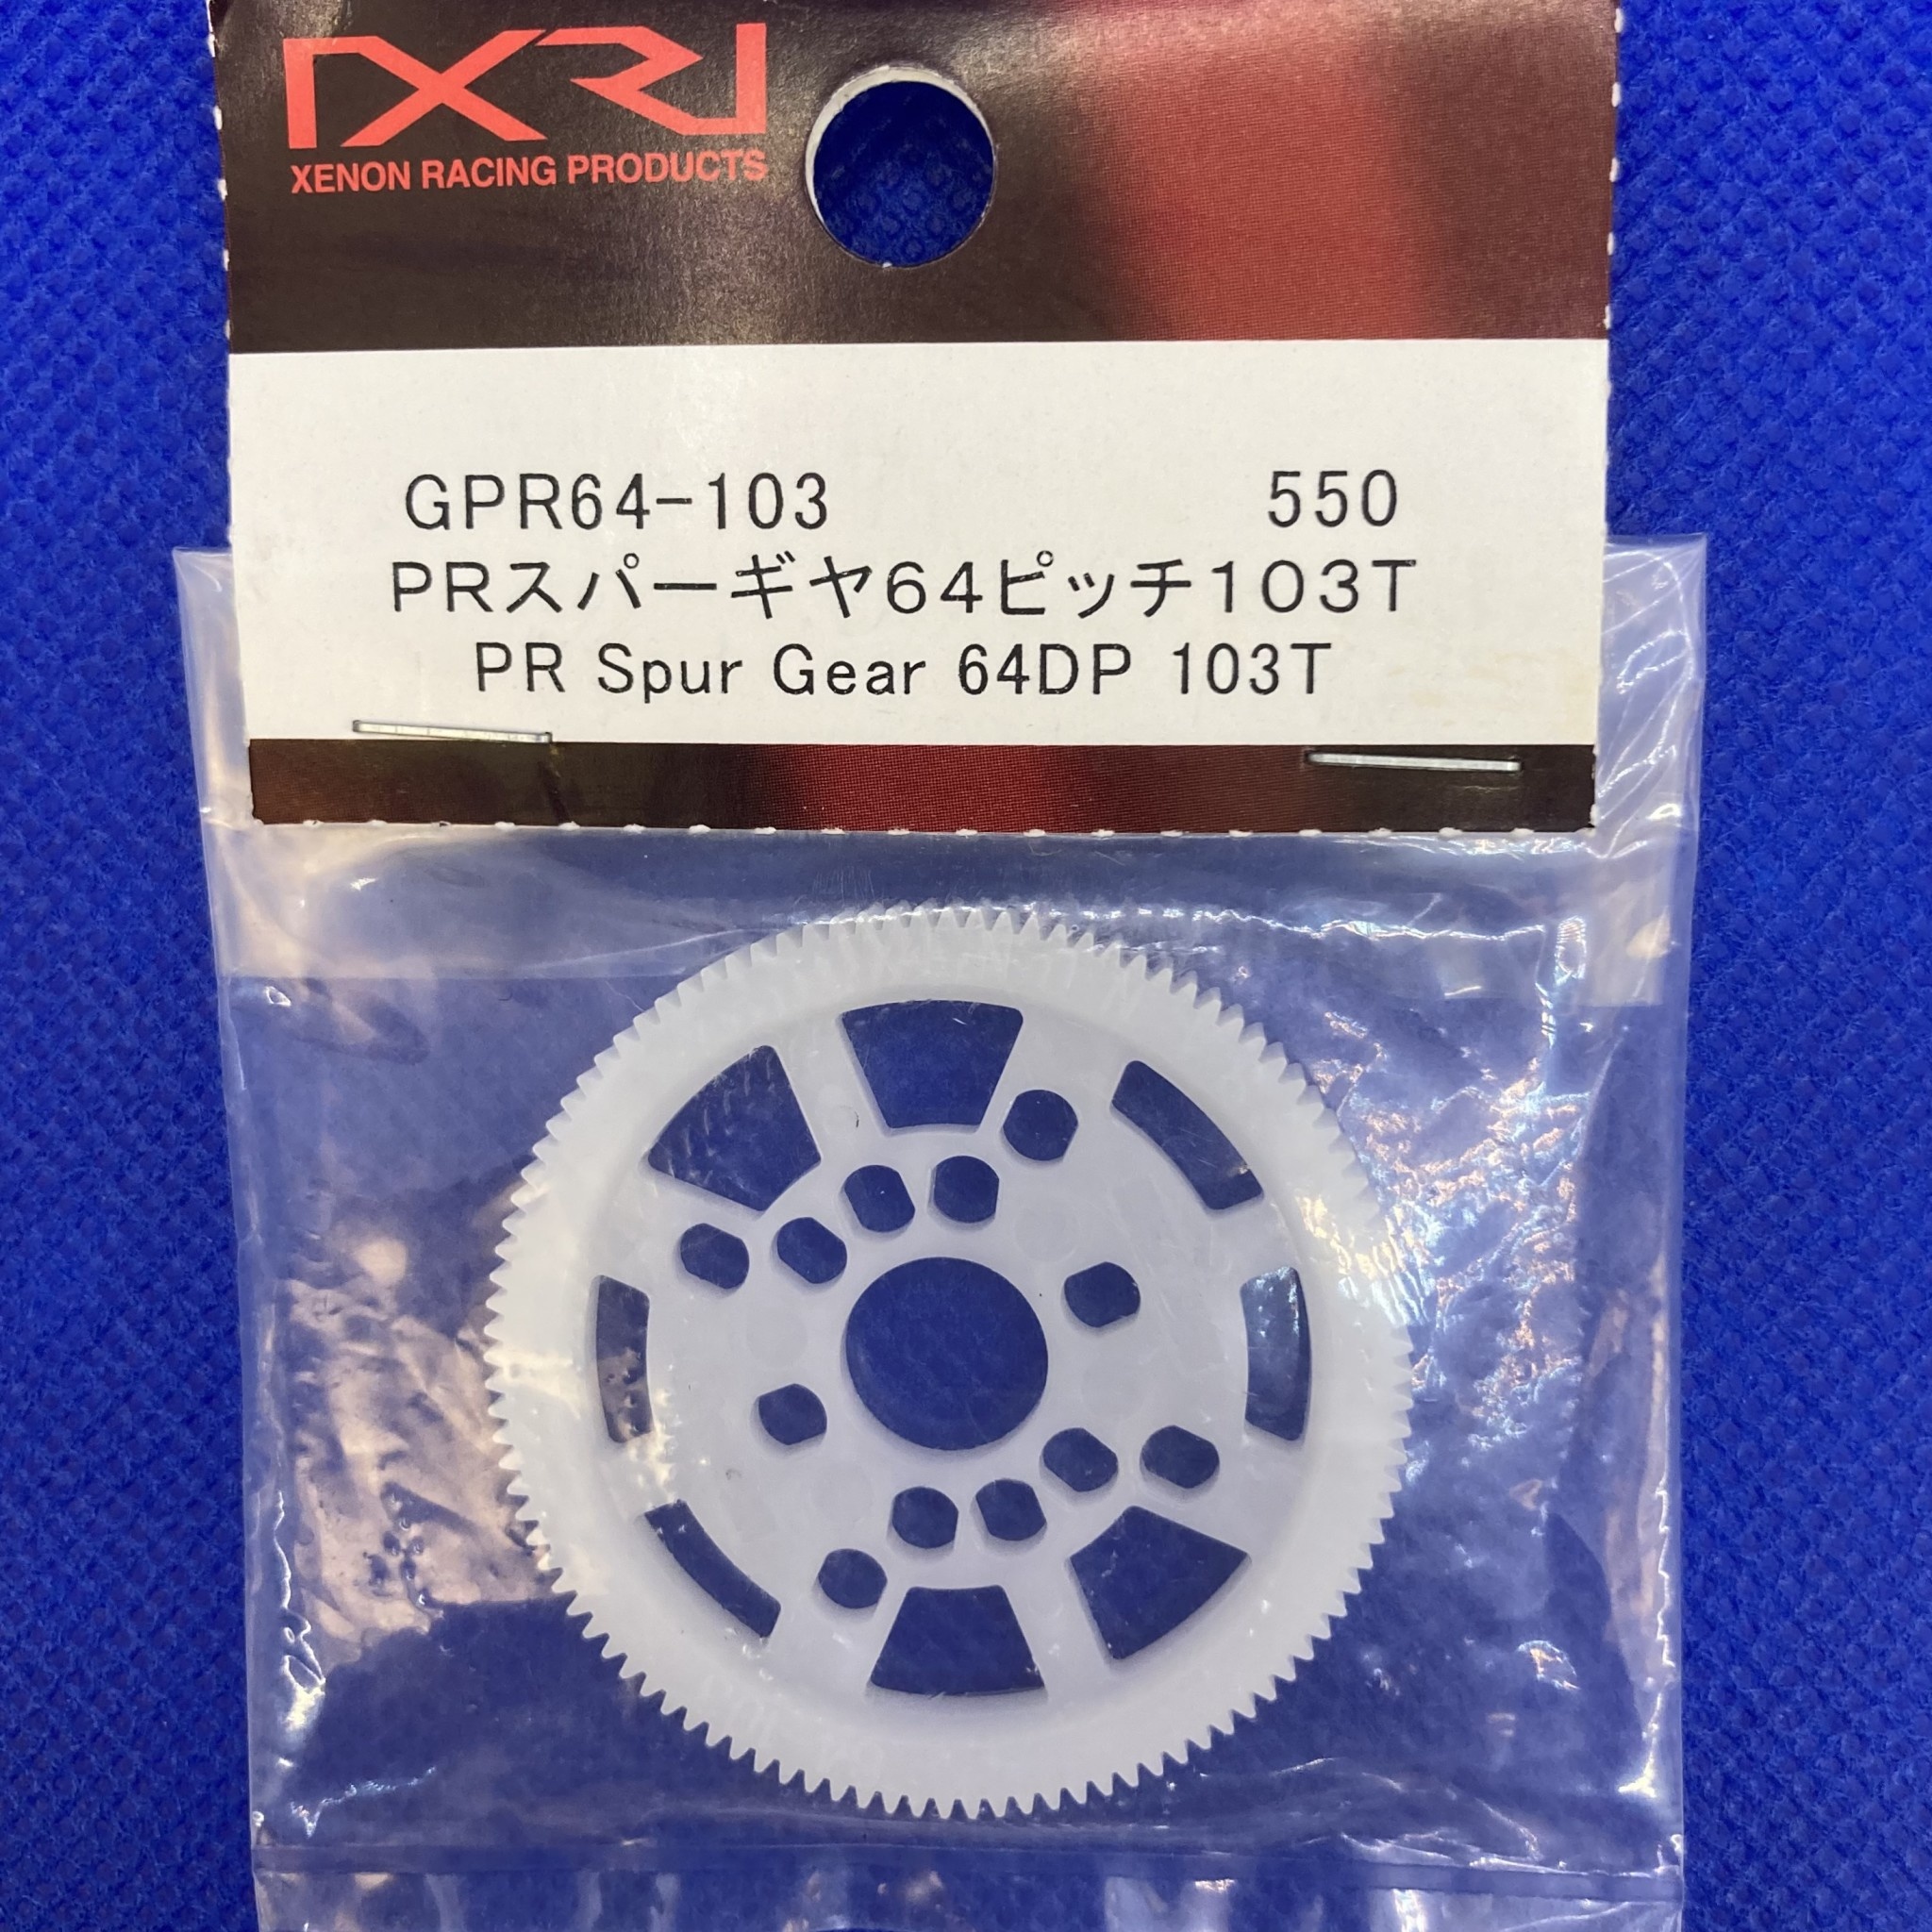 XENON RACING PRODUCTS
GPR64-103 550
PRスパーギヤ64ピッチ103T
PR Spur Gear 64DP 103T